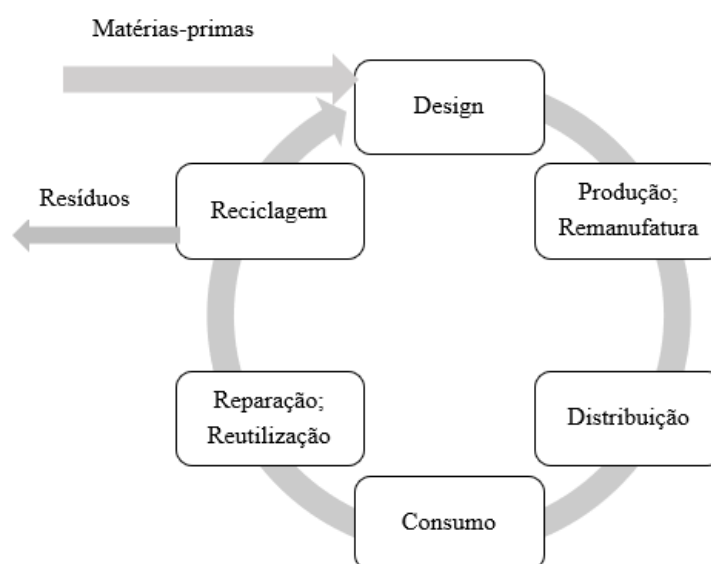 Matérias-primas
Design
Resíduos
Reciclagem
Produção;
Remanufatura
Reparação;
Reutilização
Distribuição
Consumo